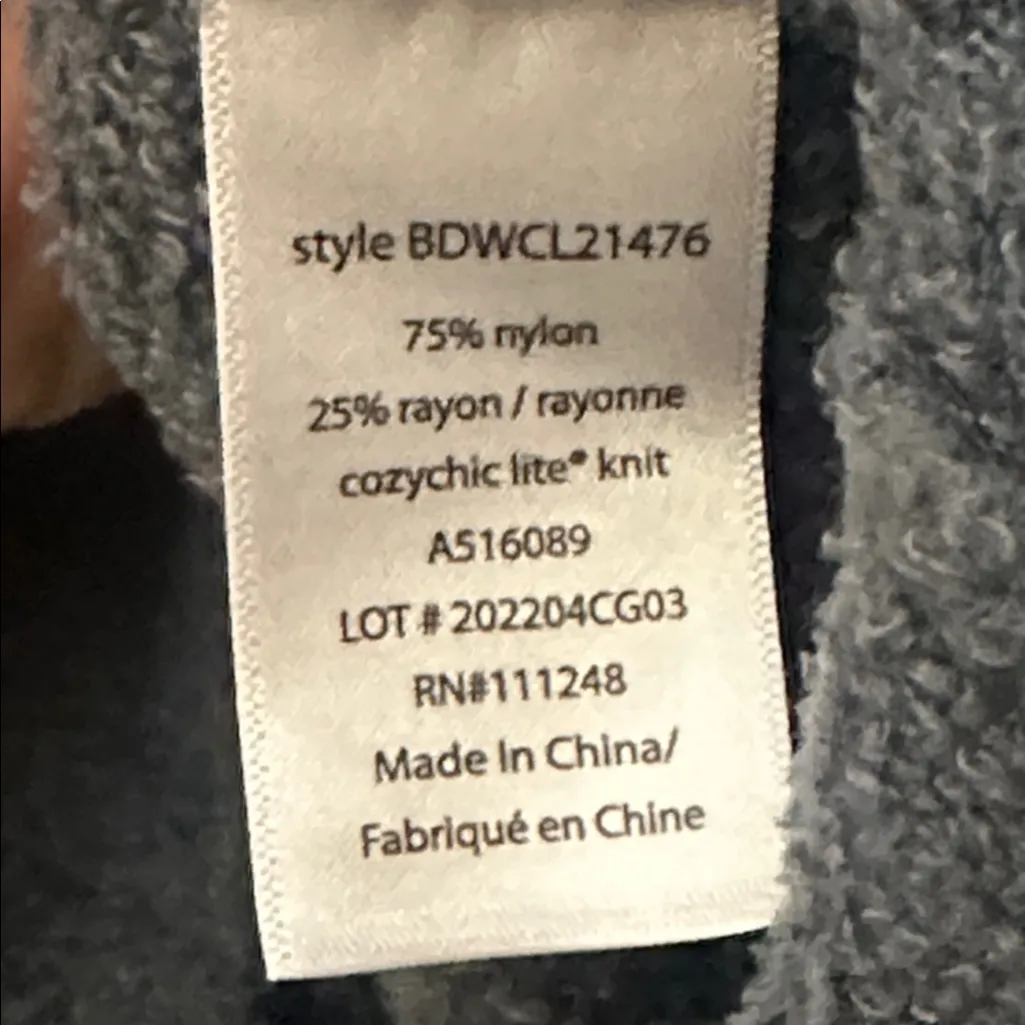 style BDWCL21476
75% nylon
25% rayon / rayonne
cozychic lite® knit
A516089
LOT # 202204CG03
RN#111248
Made In China/
Fabriqué en Chine